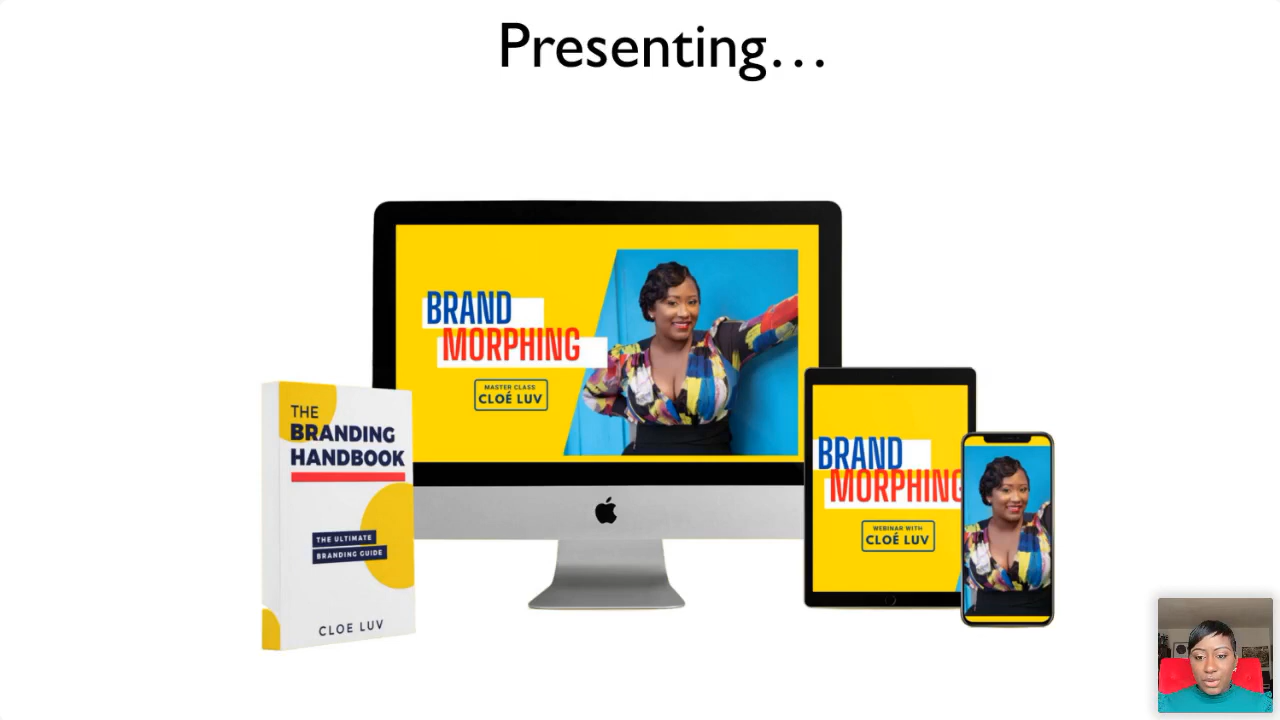 Presenting…
BRAND
MORPHING
MASTER CLASS
CLOÉ LUV
THE
BRANDING
HANDBOOK
THE ULTIMATE
BRANDING GUIDE
CLOE LUV
BRAND
MORPHING
WEBINAR WITH
CLOÉ LUV